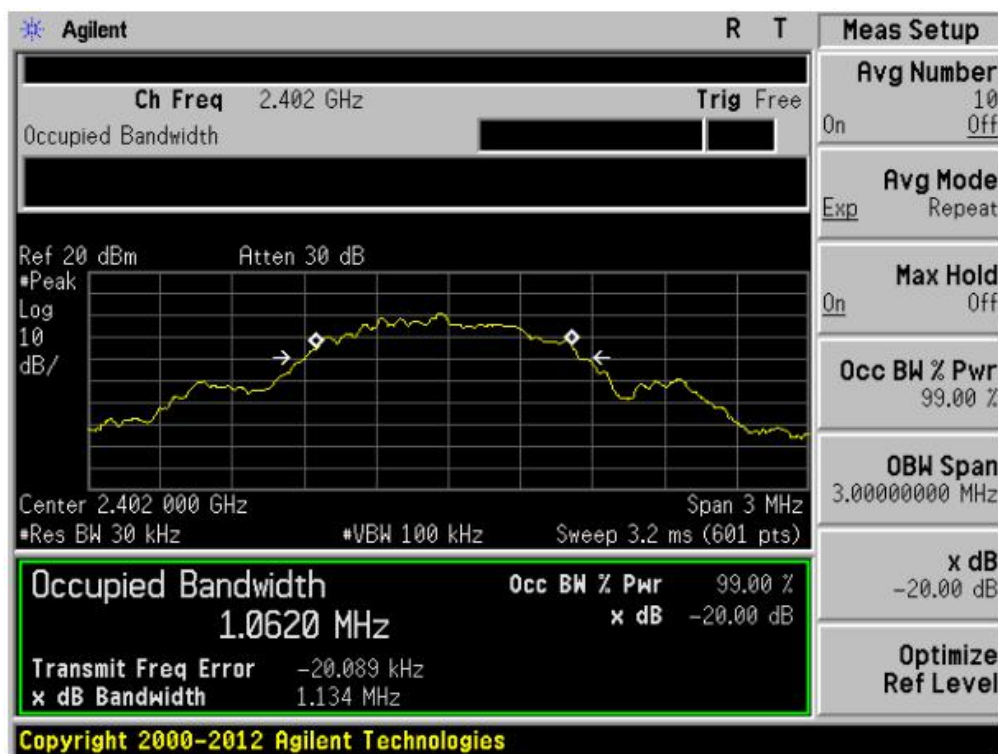 Agilent R T
Ch Freq 2.402 GHz Trig Free
Occupied Bandwidth
Ref 20 dBm Atten 30 dB
#Peak
Log
10
dB/
Center 2.402 000 GHz Span 3 MHz
#Res BW 30 kHz #VBW 100 kHz Sweep 3.2 ms (601 pts)
Occupied Bandwidth Occ BW % Pwr 99.00 %
1.0620 MHz x dB -20.00 dB
Transmit Freq Error -20.089 kHz
x dB Bandwidth 1.134 MHz
Copyright 2000-2012 Agilent Technologies
Meas Setup
Avg Number
10
On Off
Avg Mode
Exp Repeat
Max Hold
On Off
Occ BW % Pwr
99.00 %
OBW Span
3.00000000 MHz
x dB
-20.00 dB
Optimize
Ref Level